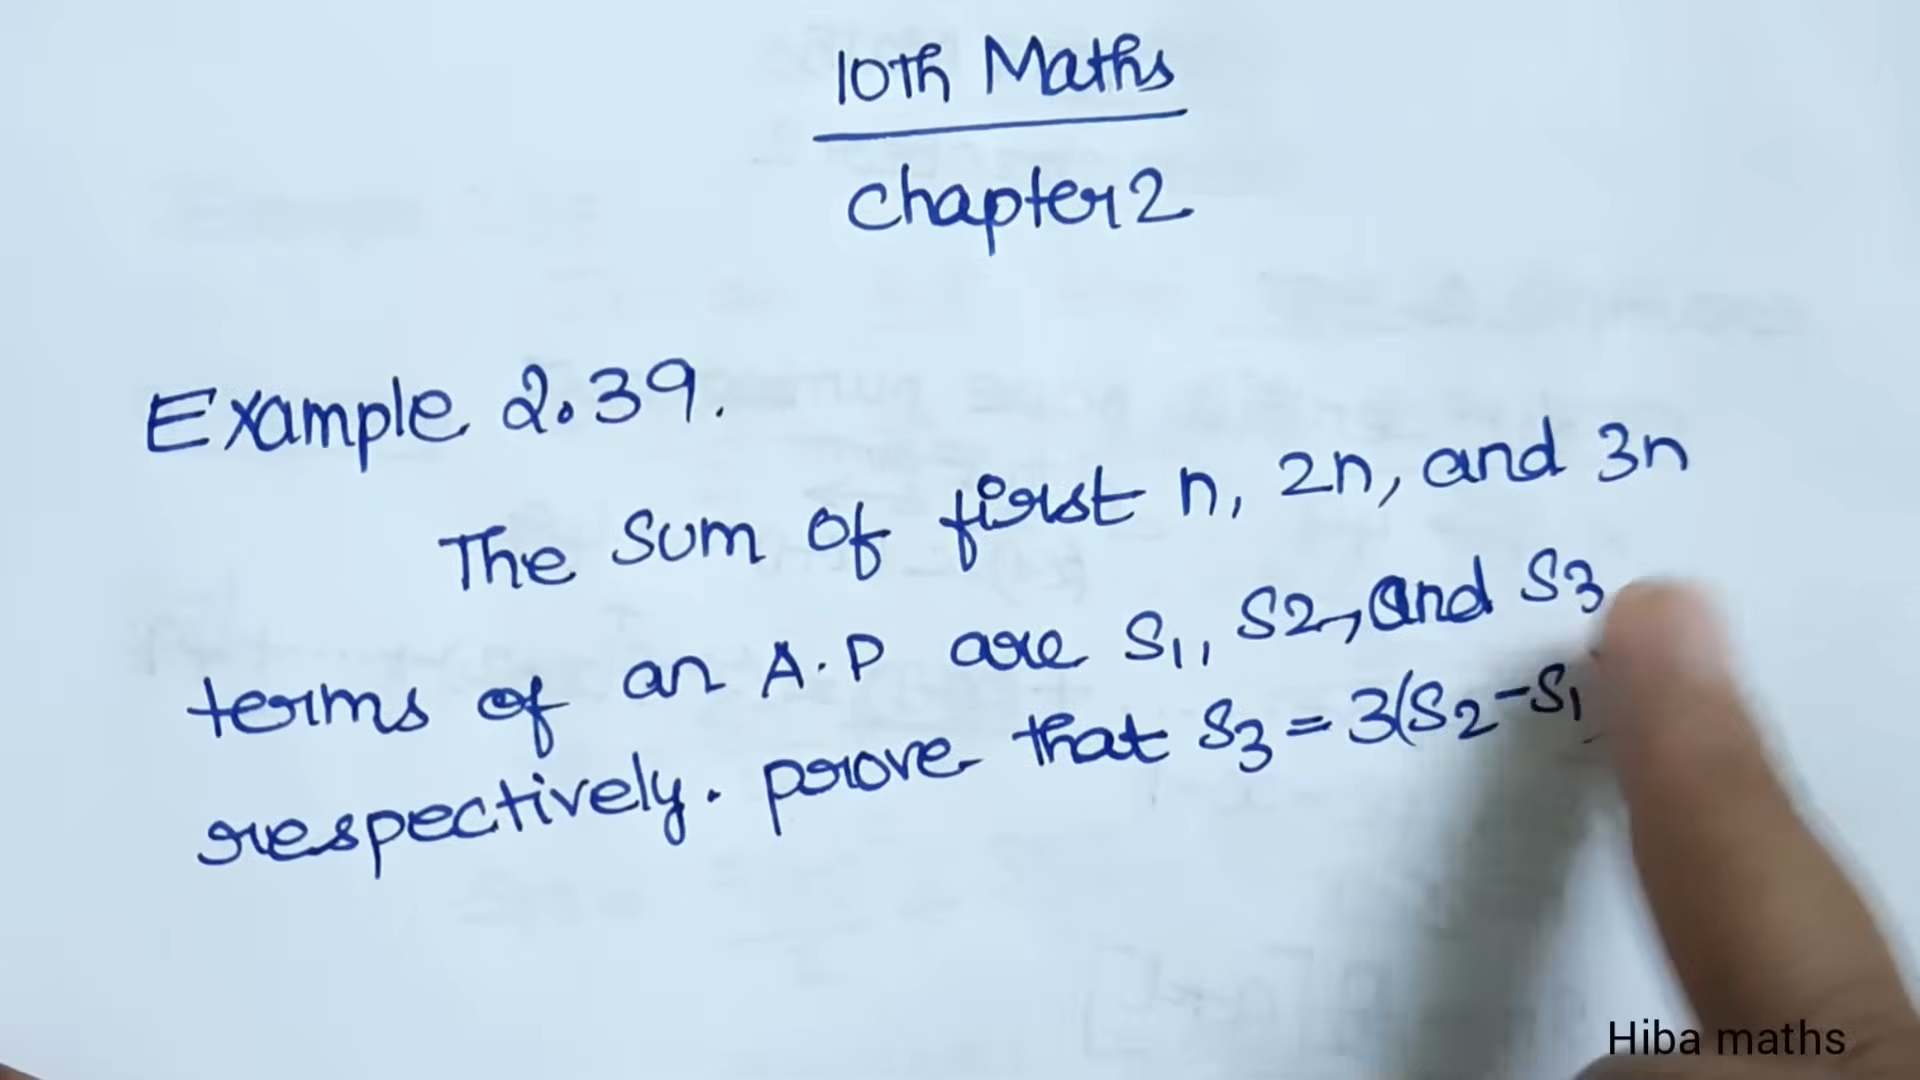 10Th Maths
Chapter 2
Example 2.39.
The Sum of first n, 2n, and 3n
terms of an A.P are S1, S2, and S3
respectively. prove that S3 = 3(S2-S1)
Hiba maths